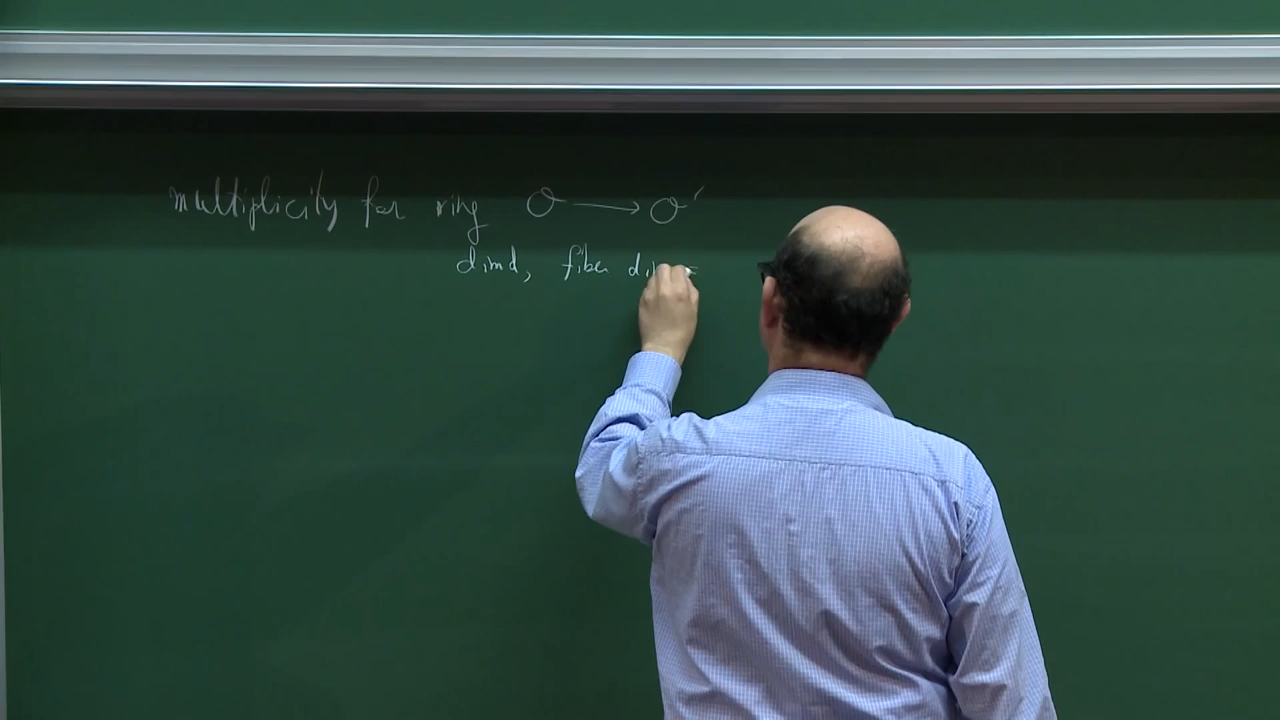 multiplicity for ring O → O′
dim d, fiber